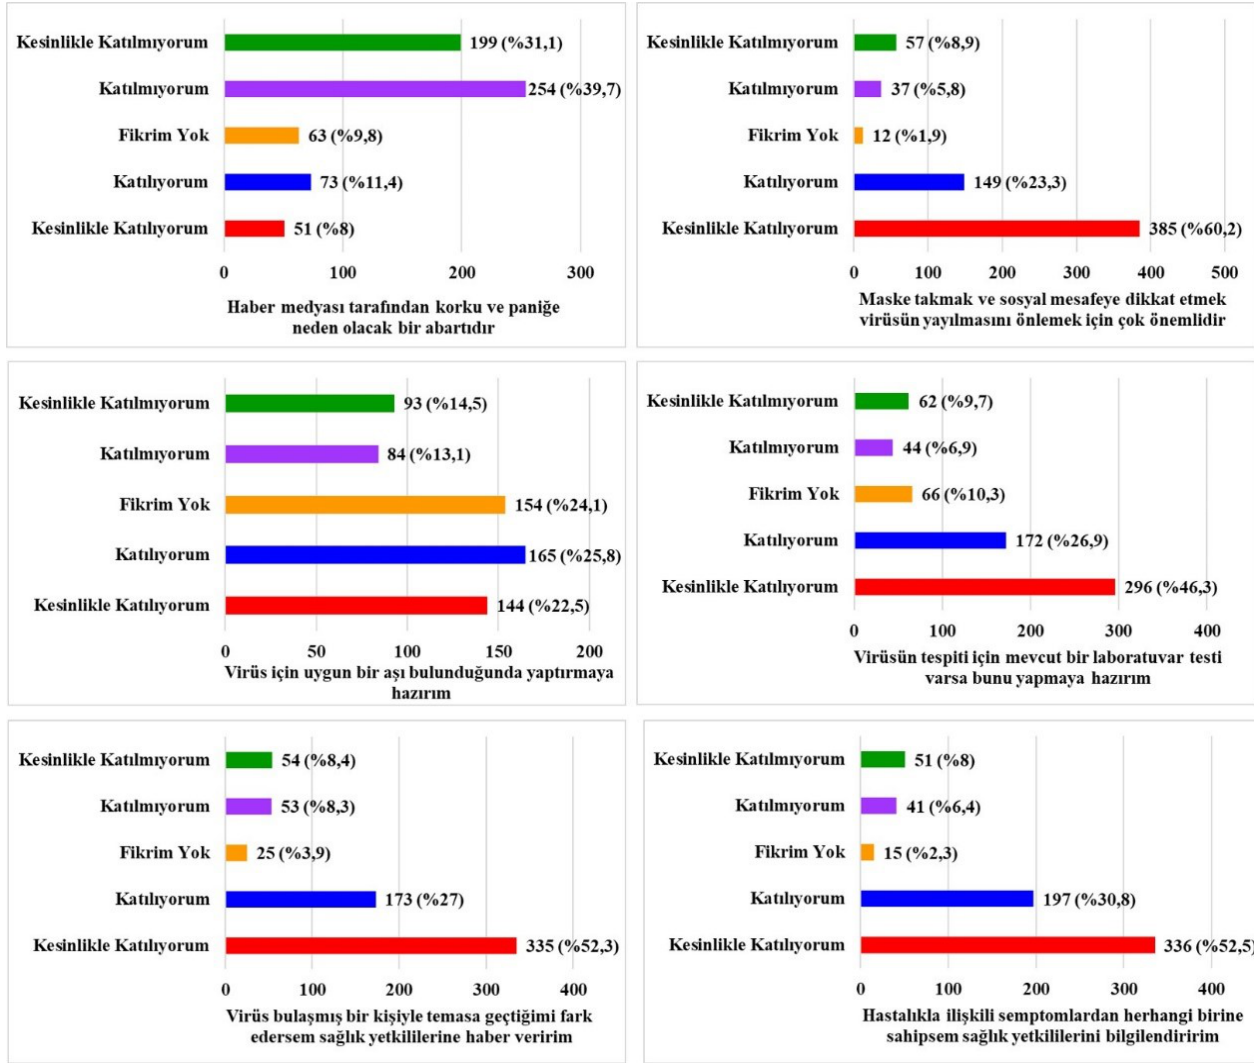 Kesinlikle Katılmıyorum 199 (%31,1)
Katılmıyorum 254 (%39,7)
Fikrim Yok 63 (%9,8)
Katılıyorum 73 (%11,4)
Kesinlikle Katılıyorum 51 (%8)
0 100 200 300
Haber medyası tarafından korku ve paniğe
neden olacak bir abartıdır
Kesinlikle Katılmıyorum 57 (%8,9)
Katılmıyorum 37 (%5,8)
Fikrim Yok 12 (%1,9)
Katılıyorum 149 (%23,3)
Kesinlikle Katılıyorum 385 (%60,2)
0 100 200 300 400 500
Maske takmak ve sosyal mesafeye dikkat etmek
virüsün yayılmasını önlemek için çok önemlidir
Kesinlikle Katılmıyorum 93 (%14,5)
Katılmıyorum 84 (%13,1)
Fikrim Yok 154 (%24,1)
Katılıyorum 165 (%25,8)
Kesinlikle Katılıyorum 144 (%22,5)
0 50 100 150 200
Virüs için uygun bir aşı bulunduğunda yaptırmaya
hazırım
Kesinlikle Katılmıyorum 62 (%9,7)
Katılmıyorum 44 (%6,9)
Fikrim Yok 66 (%10,3)
Katılıyorum 172 (%26,9)
Kesinlikle Katılıyorum 296 (%46,3)
0 100 200 300 400
Virüsün tespiti için mevcut bir laboratuvar testi
varsa bunu yapmaya hazırım
Kesinlikle Katılmıyorum 54 (%8,4)
Katılmıyorum 53 (%8,3)
Fikrim Yok 25 (%3,9)
Katılıyorum 173 (%27)
Kesinlikle Katılıyorum 335 (%52,3)
0 100 200 300 400
Virüs bulaşmış bir kişiyle temasa geçtiğimi fark
edersem sağlık yetkililerine haber veririm
Kesinlikle Katılmıyorum 51 (%8)
Katılmıyorum 41 (%6,4)
Fikrim Yok 15 (%2,3)
Katılıyorum 197 (%30,8)
Kesinlikle Katılıyorum 336 (%52,5)
0 100 200 300 400
Hastalıkla ilişkili semptomlardan herhangi birine
sahipsem sağlık yetkililerini bilgilendiririm